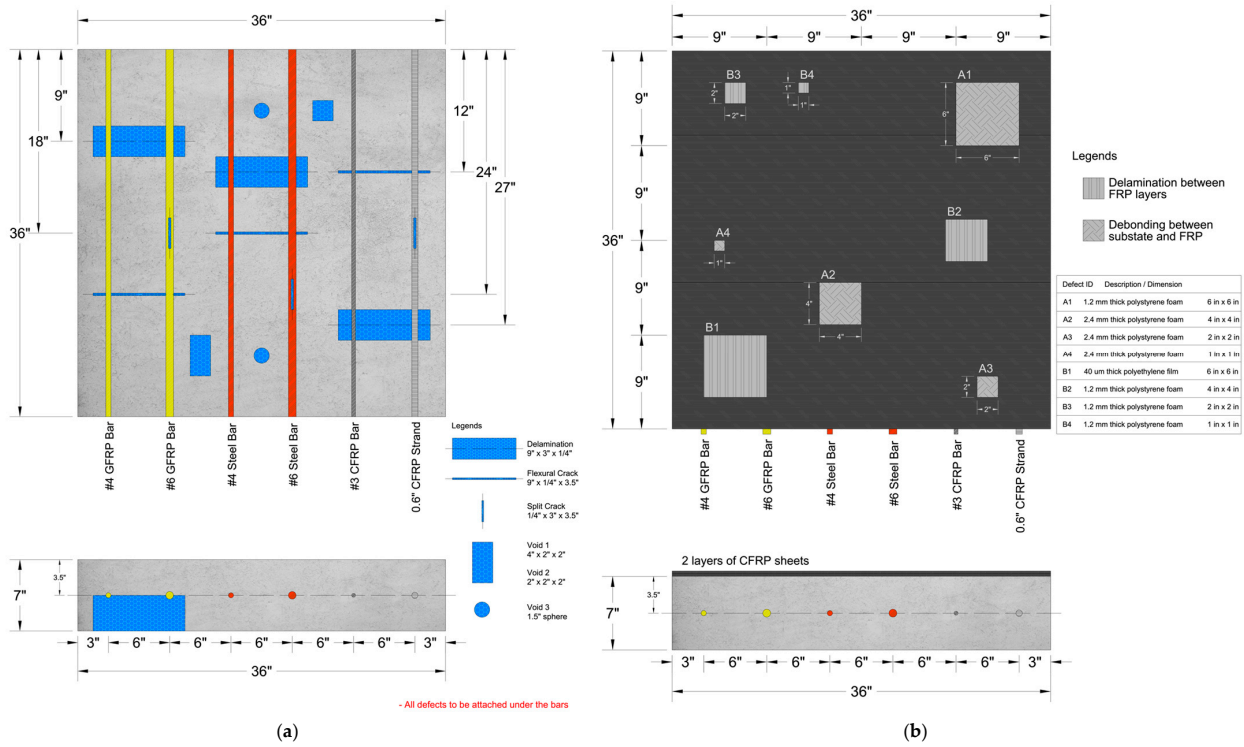 36"
9"
18"
36"
12"
24"
27"
#4 GFRP Bar
#6 GFRP Bar
#4 Steel Bar
#6 Steel Bar
#3 CFRP Bar
0.6" CFRP Strand
Legends
Delamination
9" x 3" x 1/4"
Flexural Crack
9" x 1/4" x 3.5"
Split Crack
1/4" x 3" x 3.5"
Void 1
4" x 2" x 2"
Void 2
2" x 2" x 2"
Void 3
1.5" sphere
7"
3.5"
3" 6" 6" 6" 6" 6" 3"
36"
- All defects to be attached under the bars
(a)
36"
9" 9" 9" 9"
36"
9"
9"
9"
9"
B3
2"
2"
B4
1"
1"
A1
6"
6"
B2
A4
1"
A2
4"
4"
B1
A3
2"
2"
#4 GFRP Bar
#6 GFRP Bar
#4 Steel Bar
#6 Steel Bar
#3 CFRP Bar
0.6" CFRP Strand
Legends
Delamination between
FRP layers
Debonding between
substate and FRP
Defect ID Description / Dimension
A1 1.2 mm thick polystyrene foam 6 in x 6 in
A2 2.4 mm thick polystyrene foam 4 in x 4 in
A3 2.4 mm thick polystyrene foam 2 in x 2 in
A4 2.4 mm thick polystyrene foam 1 in x 1 in
B1 40 um thick polyethylene film 6 in x 6 in
B2 1.2 mm thick polystyrene foam 4 in x 4 in
B3 1.2 mm thick polystyrene foam 2 in x 2 in
B4 1.2 mm thick polystyrene foam 1 in x 1 in
2 layers of CFRP sheets
7"
3.5"
3" 6" 6" 6" 6" 6" 3"
36"
(b)